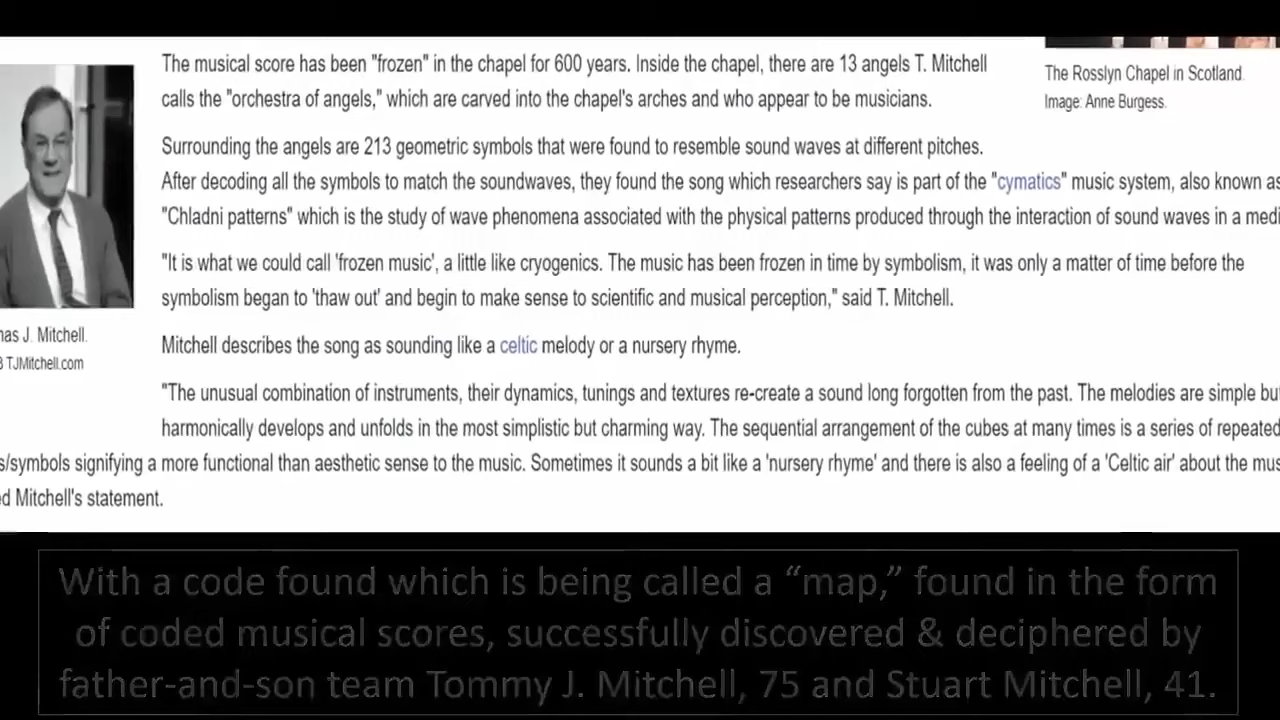 The musical score has been "frozen" in the chapel for 600 years. Inside the chapel, there are 13 angels T. Mitchell
calls the "orchestra of angels," which are carved into the chapel's arches and who appear to be musicians.
The Rosslyn Chapel in Scotland.
Image: Anne Burgess.
Surrounding the angels are 213 geometric symbols that were found to resemble sound waves at different pitches.
After decoding all the symbols to match the soundwaves, they found the song which researchers say is part of the "cymatics" music system, also known as
"Chladni patterns" which is the study of wave phenomena associated with the physical patterns produced through the interaction of sound waves in a medi
"It is what we could call 'frozen music', a little like cryogenics. The music has been frozen in time by symbolism, it was only a matter of time before the
symbolism began to 'thaw out' and begin to make sense to scientific and musical perception," said T. Mitchell.
mas J. Mitchell.
3 TJMitchell.com
Mitchell describes the song as sounding like a celtic melody or a nursery rhyme.
"The unusual combination of instruments, their dynamics, tunings and textures re-create a sound long forgotten from the past. The melodies are simple but
harmonically develops and unfolds in the most simplistic but charming way. The sequential arrangement of the cubes at many times is a series of repeated
s/symbols signifying a more functional than aesthetic sense to the music. Sometimes it sounds a bit like a 'nursery rhyme' and there is also a feeling of a 'Celtic air' about the mus
ed Mitchell's statement.
With a code found which is being called a “map,” found in the form
of coded musical scores, successfully discovered & deciphered by
father-and-son team Tommy J. Mitchell, 75 and Stuart Mitchell, 41.